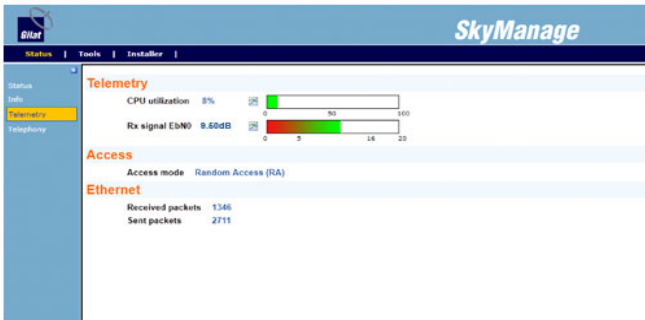 Gilat
SkyManage
Status | Tools | Installer |
Status
Info
Telemetry
Telephony
Telemetry
CPU utilization 8%
0 50 100
Rx signal EbN0 9.60dB
0 5 16 20
Access
Access mode Random Access (RA)
Ethernet
Received packets 1346
Sent packets 2711